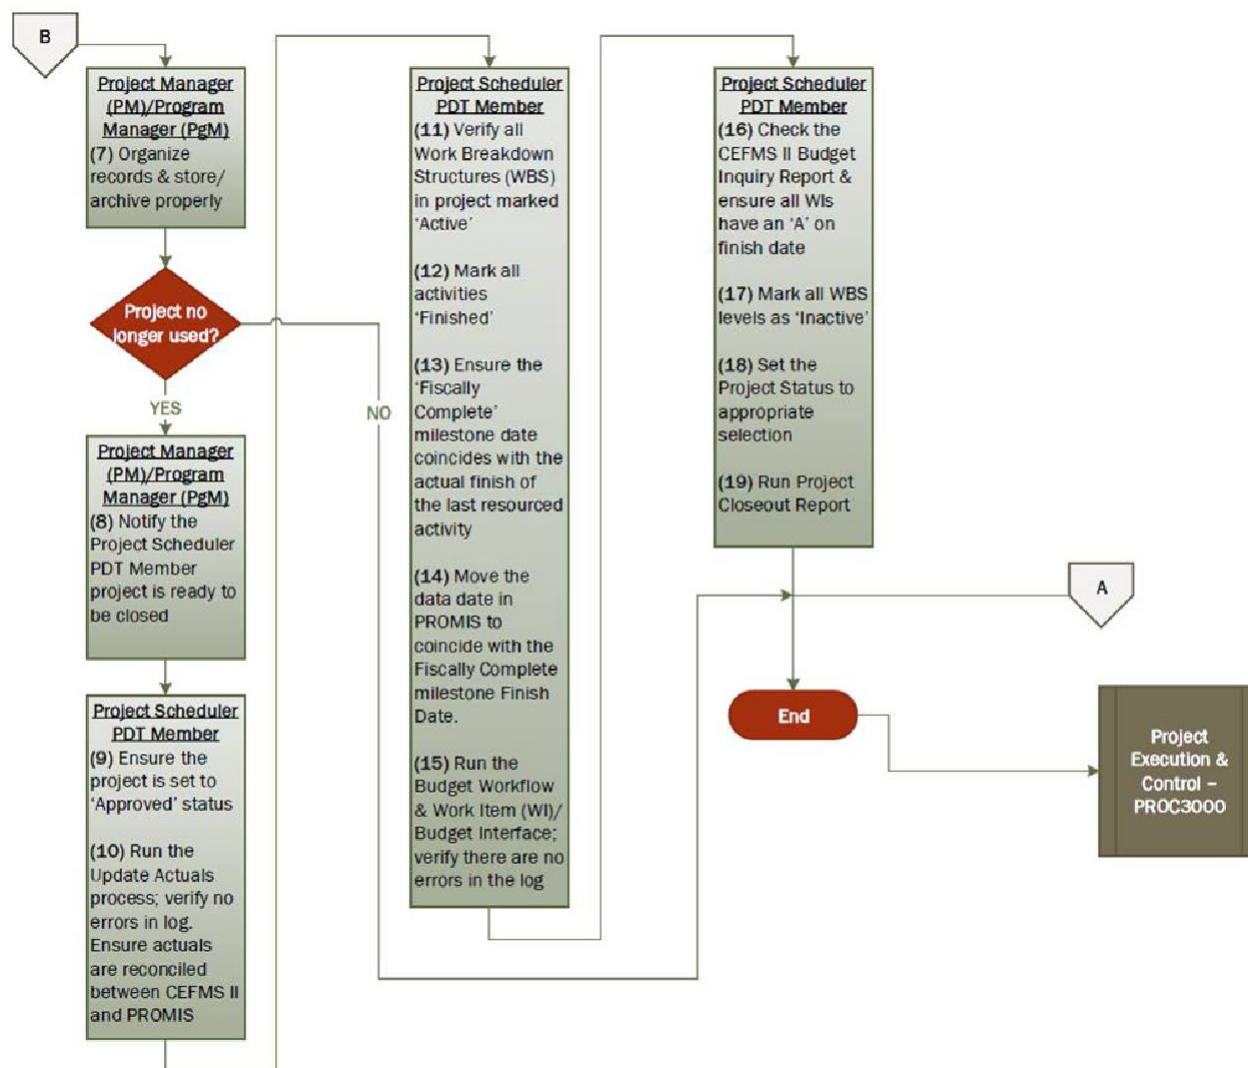 B
Project Manager
(PM)/Program
Manager (PgM)
(7) Organize
records & store/
archive properly
Project no
longer used?
YES
NO
Project Manager
(PM)/Program
Manager (PgM)
(8) Notify the
Project Scheduler
PDT Member
project is ready to
be closed
Project Scheduler
PDT Member
(9) Ensure the
project is set to
‘Approved’ status
(10) Run the
Update Actuals
process; verify no
errors in log.
Ensure actuals
are reconciled
between CEFMS II
and PROMIS
Project Scheduler
PDT Member
(11) Verify all
Work Breakdown
Structures (WBS)
in project marked
‘Active’
(12) Mark all
activities
‘Finished’
(13) Ensure the
‘Fiscally
Complete’
milestone date
coincides with the
actual finish of
the last resourced
activity
(14) Move the
data date in
PROMIS to
coincide with the
Fiscally Complete
milestone Finish
Date.
(15) Run the
Budget Workflow
& Work Item (WI)/
Budget Interface;
verify there are no
errors in the log
Project Scheduler
PDT Member
(16) Check the
CEFMS II Budget
Inquiry Report &
ensure all WIs
have an ‘A’ on
finish date
(17) Mark all WBS
levels as ‘Inactive’
(18) Set the
Project Status to
appropriate
selection
(19) Run Project
Closeout Report
A
End
Project
Execution &
Control –
PROC3000